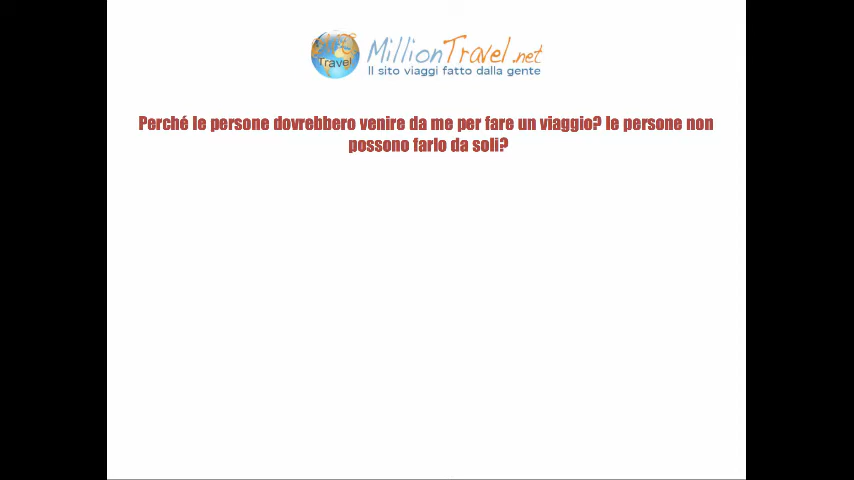 Travel
MillionTravel.net
Il sito viaggi fatto dalla gente
Perché le persone dovrebbero venire da me per fare un viaggio? le persone non
possono farlo da soli?